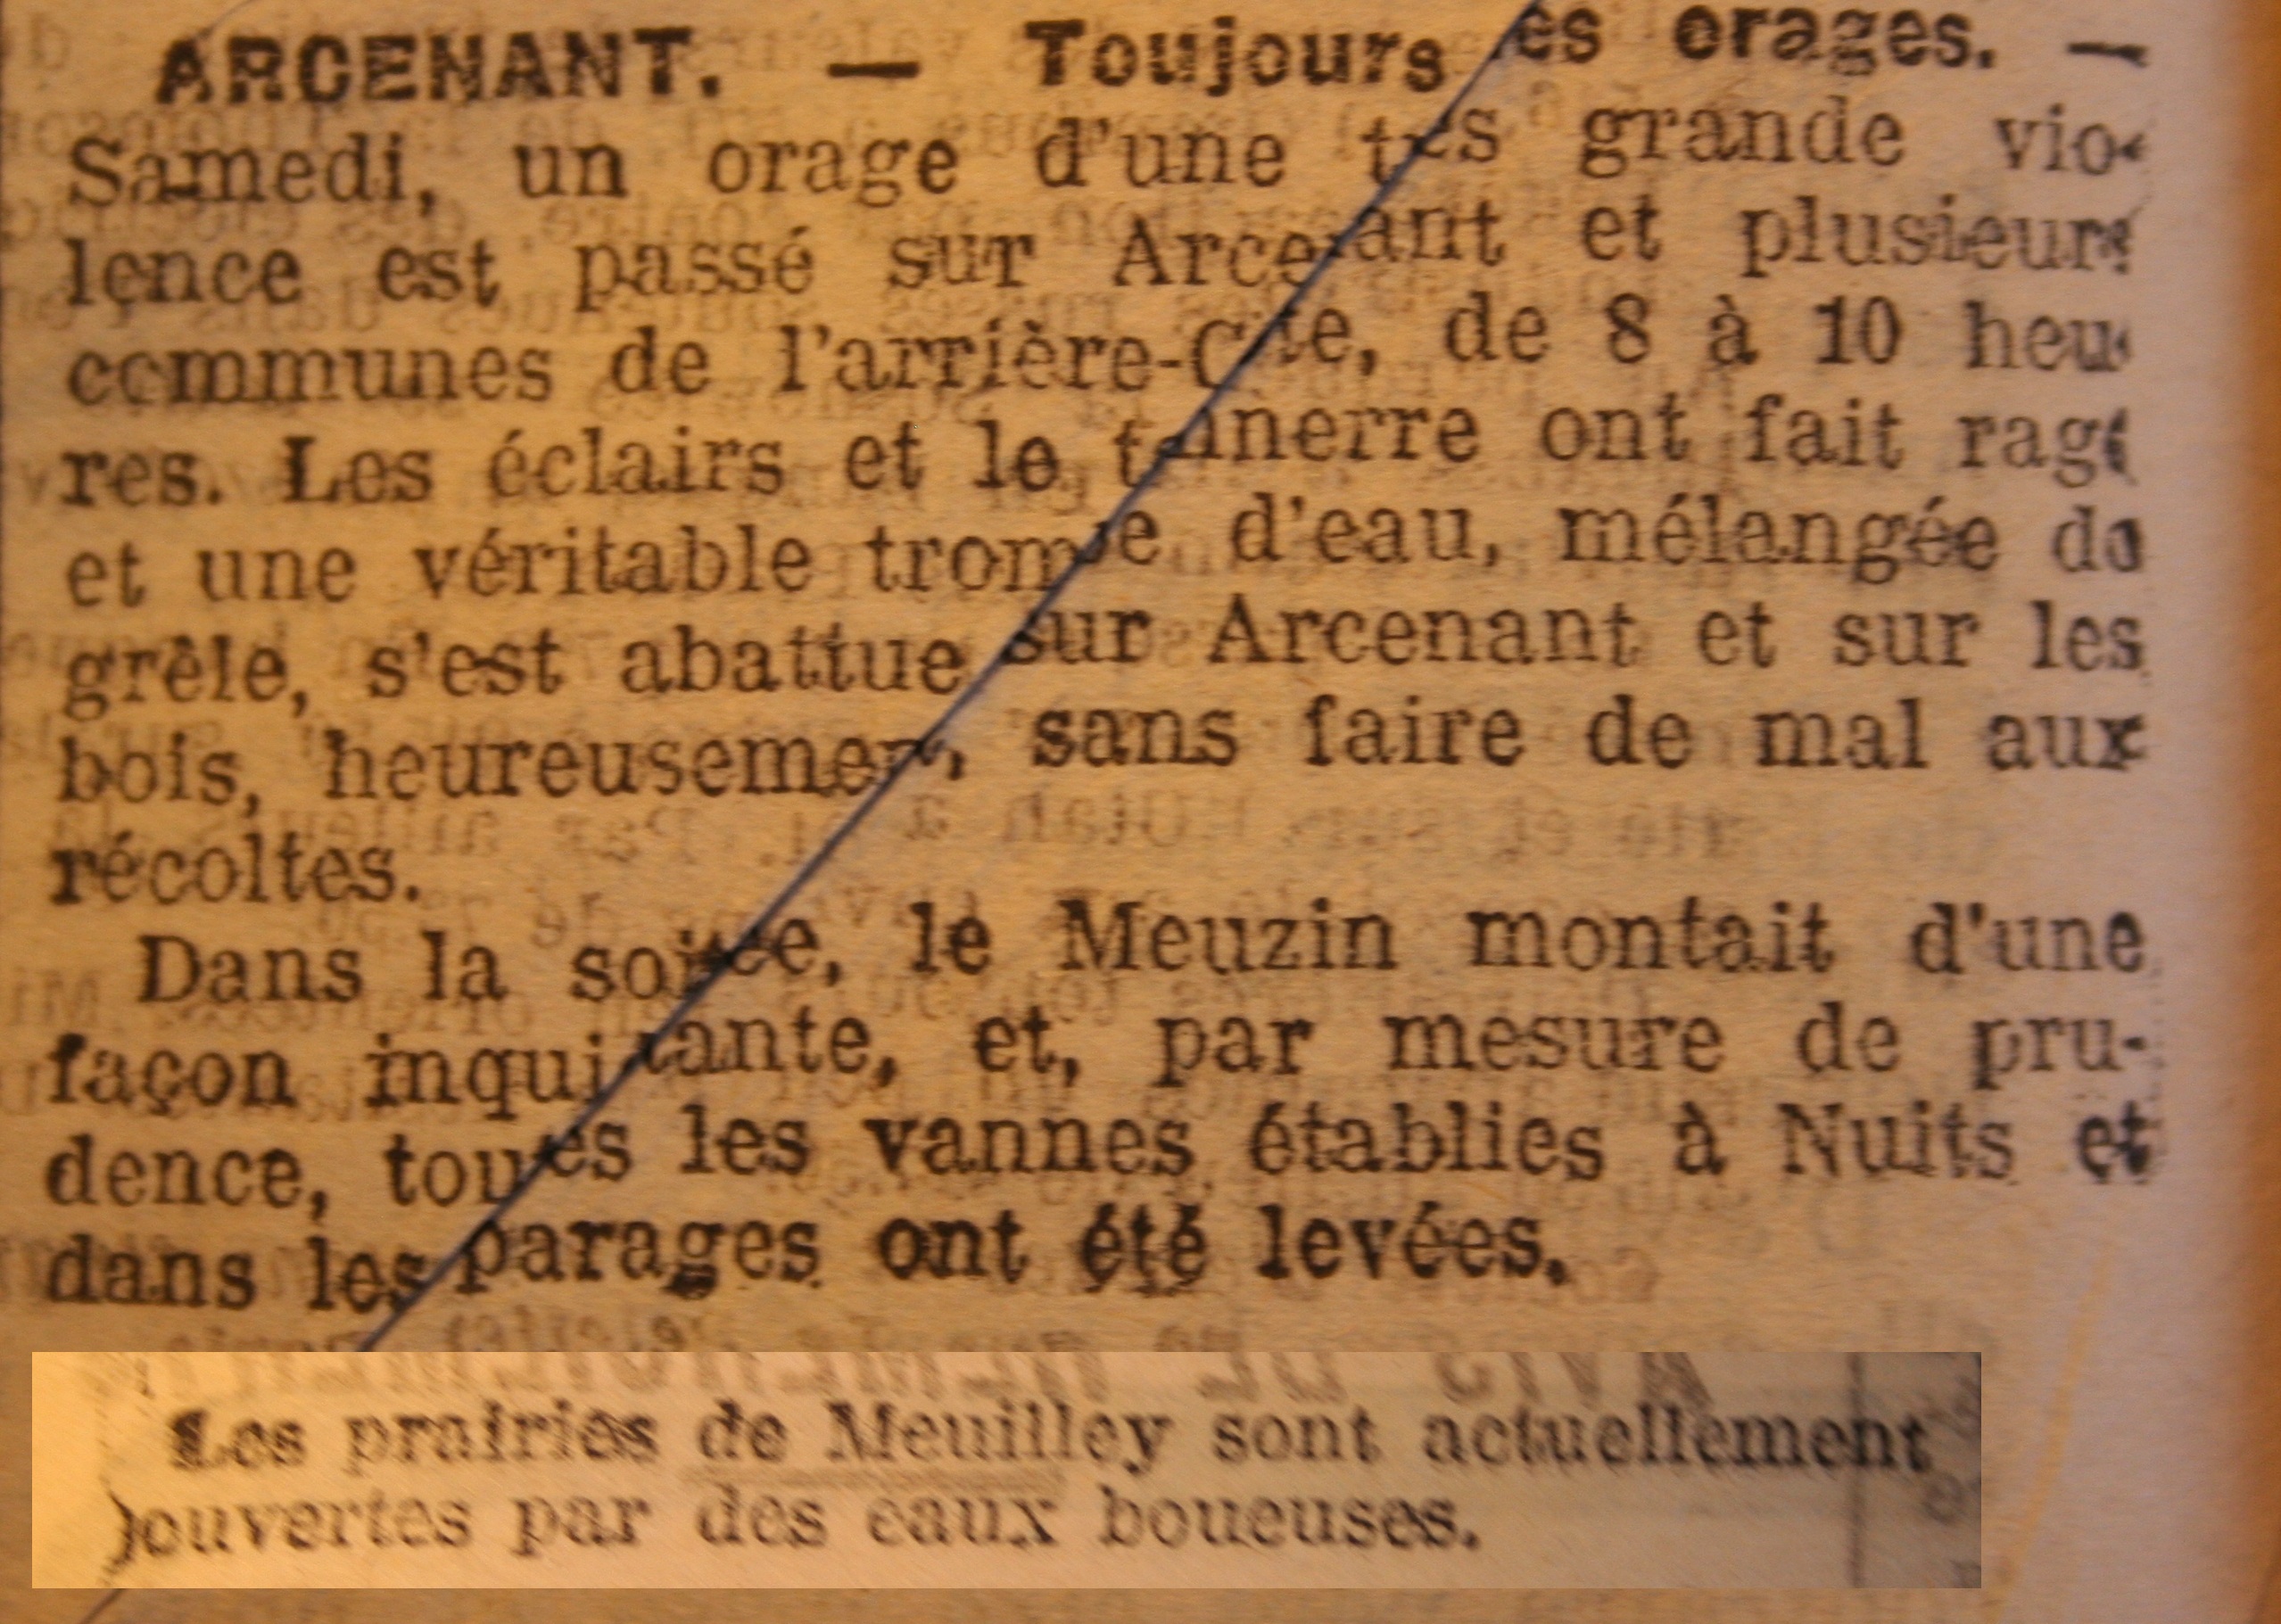 ARCENANT. — Toujours les orages. —
Samedi, un orage d'une très grande vio-
lence est passé sur Arcenant et plusieurs
communes de l'arrière-Côte, de 8 à 10 heu-
res. Les éclairs et le tonnerre ont fait rage
et une véritable trombe d'eau, mélangée de
grèle, s'est abattue sur Arcenant et sur les
bois, heureusement, sans faire de mal aux
récoltes.
Dans la soirée, le Meuzin montait d'une
façon inquiétante, et, par mesure de pru-
dence, toutes les vannes établies à Nuits et
dans les parages ont été levées.
Les prairies de Meuilley sont actuellement
couvertes par des eaux boueuses.